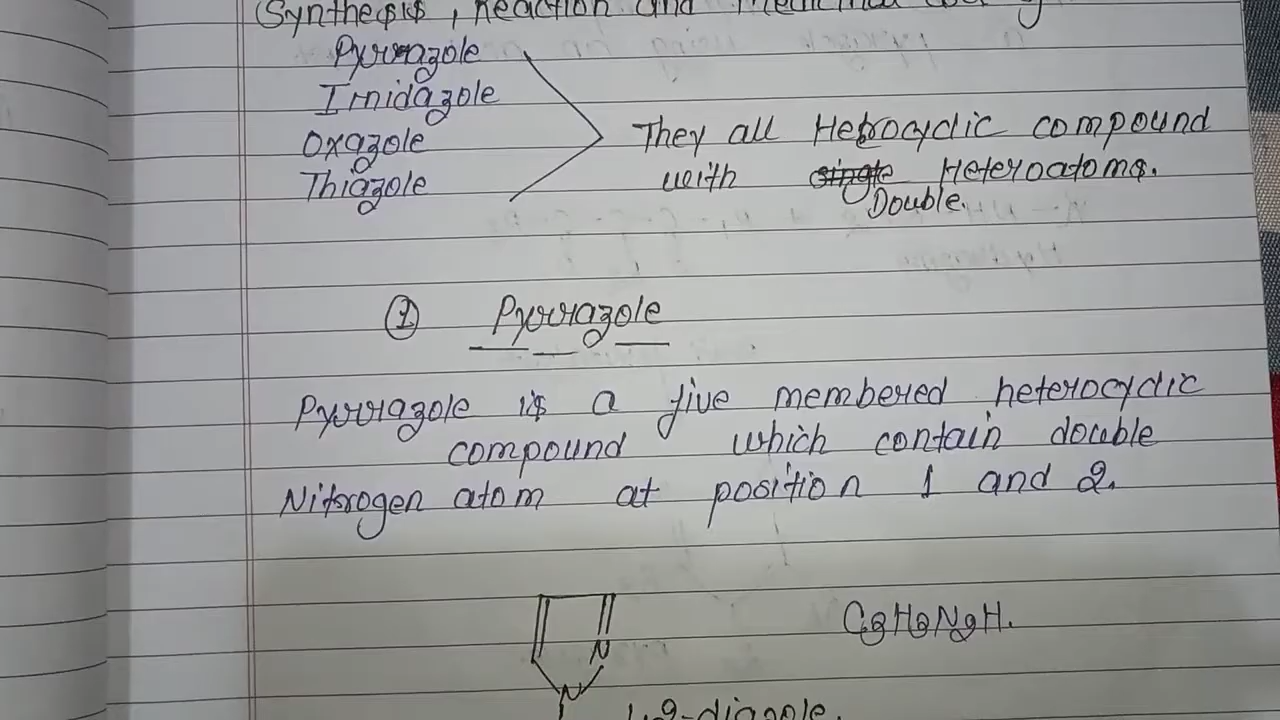 (Synthesis, Reaction and Medicinal
Pyrrazole
Imidazole
Oxazole
Thiazole
They all Hetrocyclic compound
with single Heteroatoms.
Double.
1 Pyrrazole
Pyrrazole is a five membered heterocyclic
compound which contain double
Nitrogen atom at position 1 and 2.
N
N
C3H3N2H.
1,2-diazole.